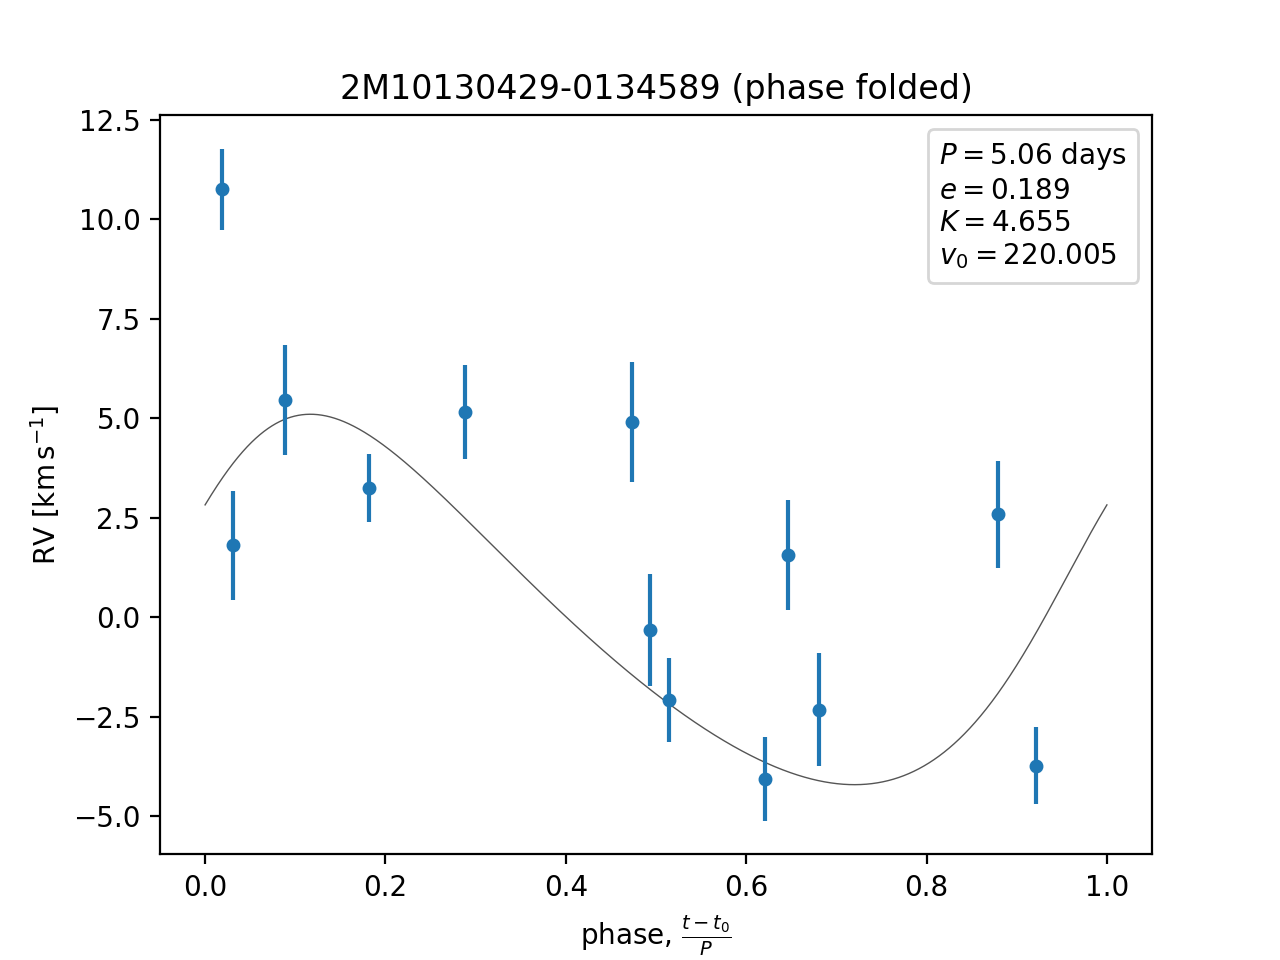 2M10130429-0134589 (phase folded)
12.5
10.0
7.5
5.0
2.5
0.0
−2.5
−5.0
RV [km s⁻¹]
P = 5.06 days
e = 0.189
K = 4.655
v₀ = 220.005
0.0 0.2 0.4 0.6 0.8 1.0
phase, (t − t₀)/P